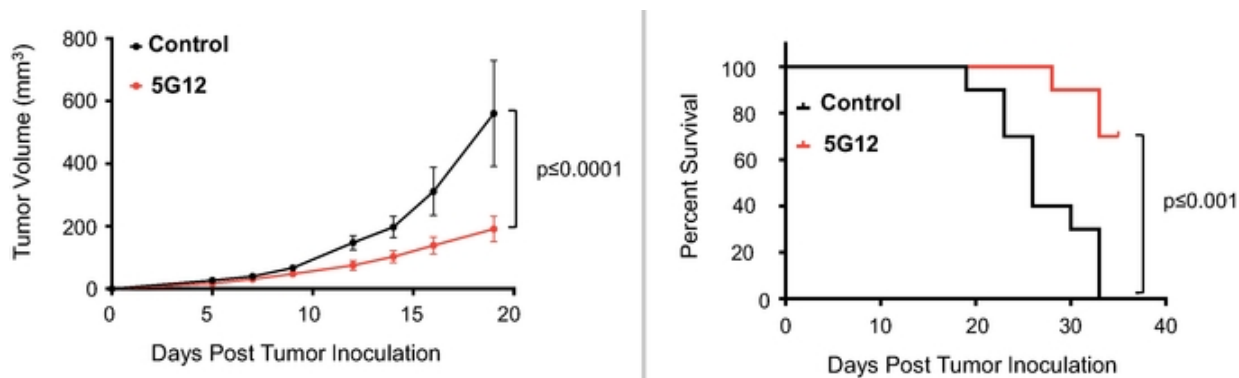 Tumor Volume (mm³)
800
600
400
200
0
Control
5G12
p≤0.0001
0 5 10 15 20
Days Post Tumor Inoculation
Percent Survival
100
80
60
40
20
0
Control
5G12
p≤0.001
0 10 20 30 40
Days Post Tumor Inoculation